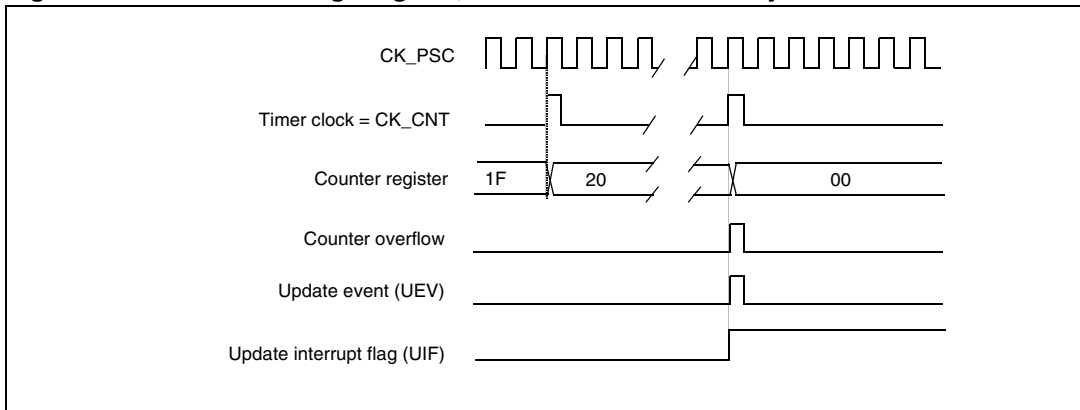 CK_PSC
Timer clock = CK_CNT
Counter register
1F
20
00
Counter overflow
Update event (UEV)
Update interrupt flag (UIF)